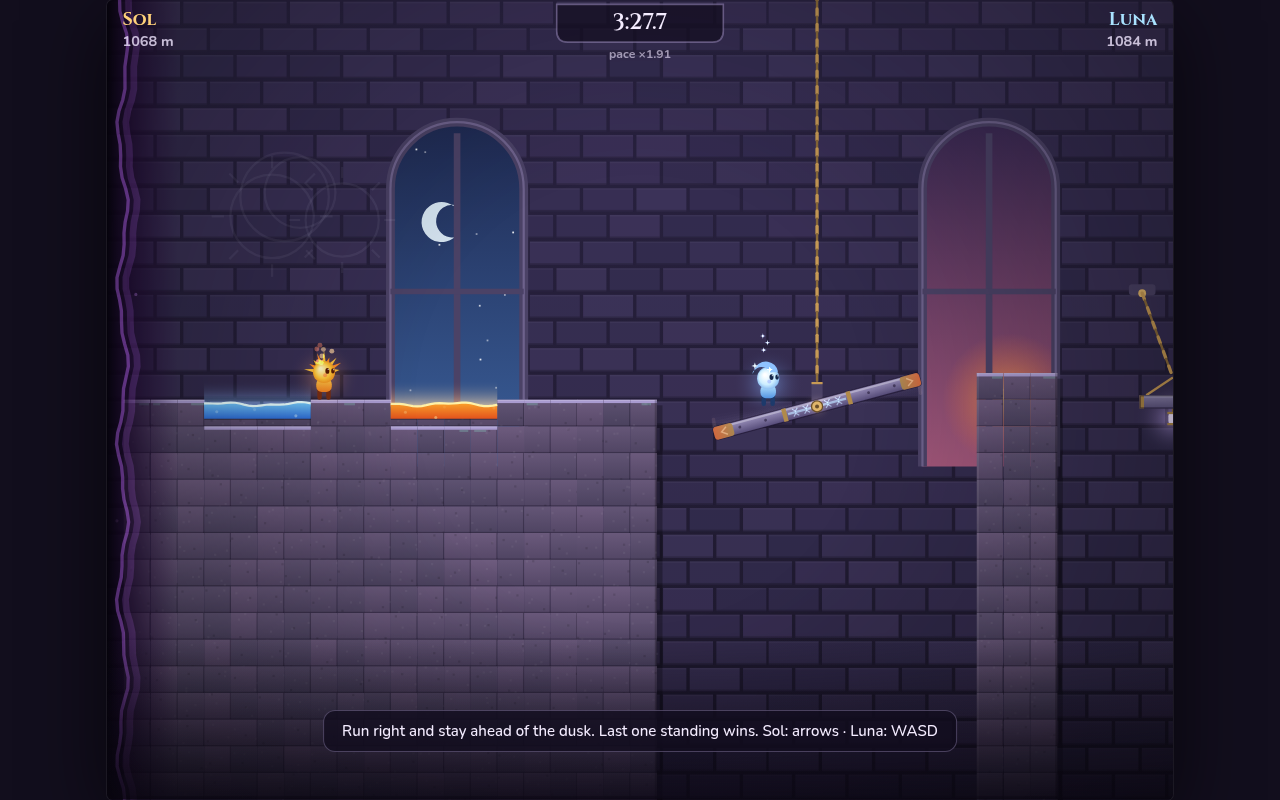 Sol
1068 m
3:27.7
pace ×1.91
Luna
1084 m
Run right and stay ahead of the dusk. Last one standing wins. Sol: arrows · Luna: WASD